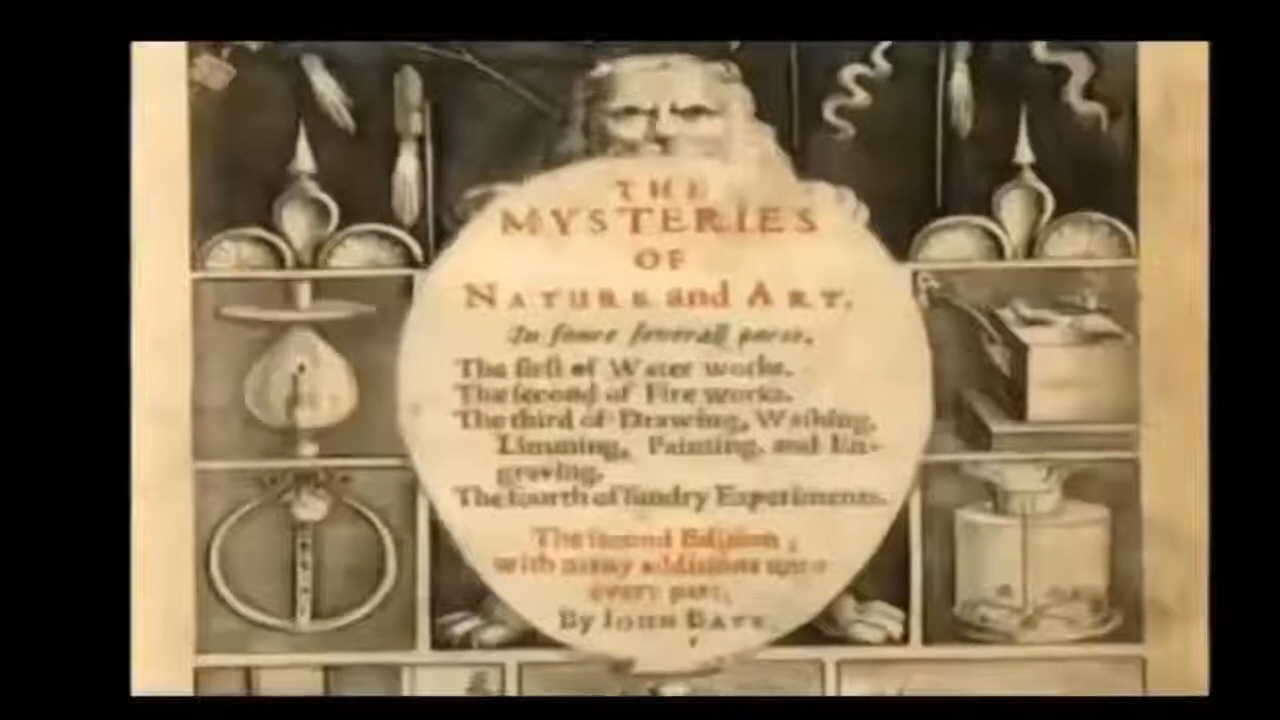 THE
MYSTERIES
OF
NATURE and ART.
In foure ſeverall parts.
The firſt of Water works.
The ſecond of Fire works.
The third of Drawing, Waſhing,
Limming, Painting, and En-
graving.
The fourth of ſundry Experiments.
The ſecond Edition;
with many additions unto
every part.
By IOHN BATE.